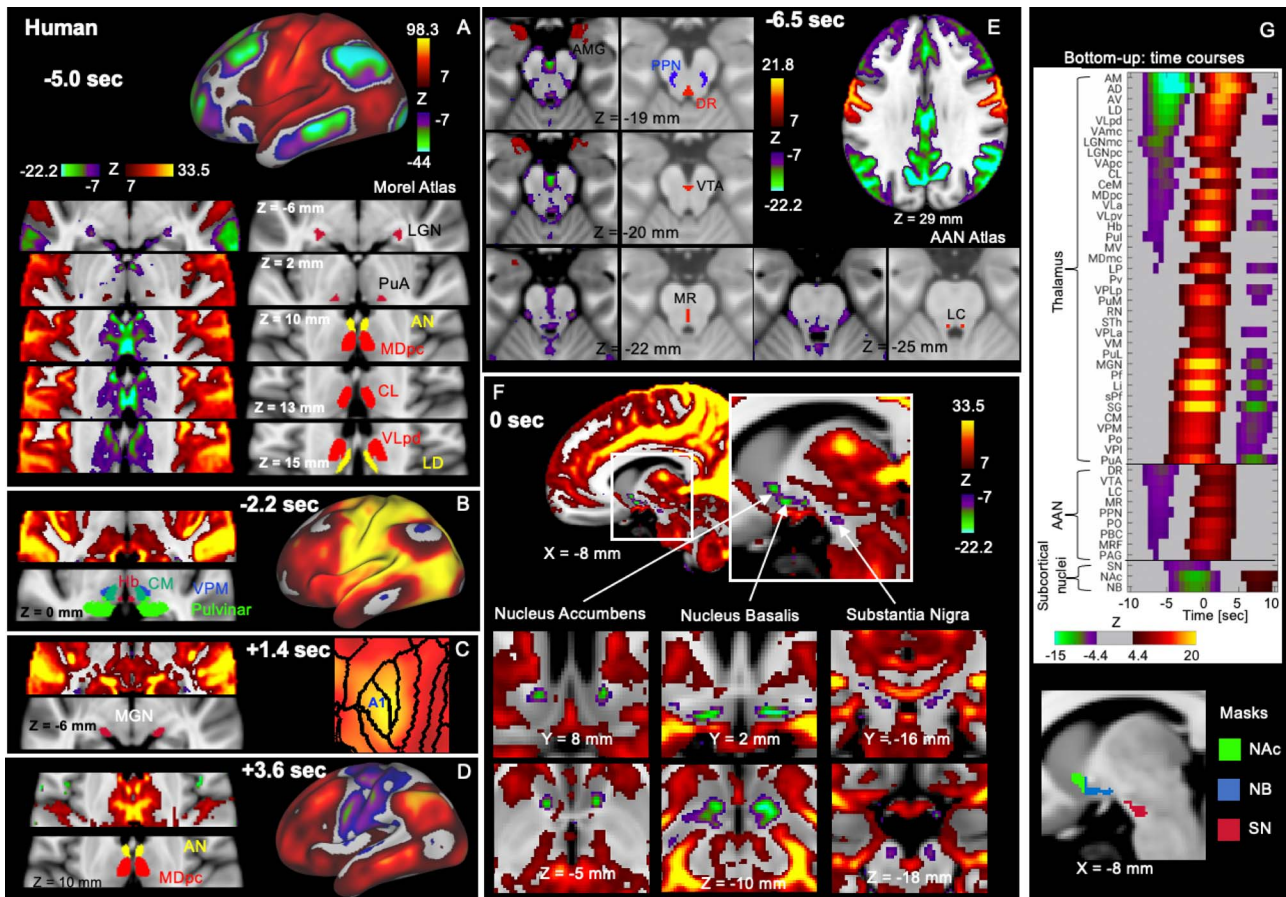 Human
A
-5.0 sec
98.3
7
Z
-7
-44
-22.2 Z 33.5
-7 7
Morel Atlas
Z = -6 mm
LGN
Z = 2 mm
PuA
Z = 10 mm
AN
MDpc
CL
Z = 13 mm
VLpd
Z = 15 mm
LD
-2.2 sec
B
Hb
CM
VPM
Pulvinar
Z = 0 mm
+1.4 sec
C
A1
MGN
Z = -6 mm
+3.6 sec
D
AN
Z = 10 mm
MDpc
-6.5 sec
E
AMG
PPN
DR
Z = -19 mm
21.8
7
Z
-7
-22.2
VTA
Z = -20 mm
Z = 29 mm
AAN Atlas
MR
Z = -22 mm
LC
Z = -25 mm
F
0 sec
33.5
7
Z
-7
-22.2
X = -8 mm
Nucleus Accumbens
Nucleus Basalis
Substantia Nigra
Y = 8 mm
Y = 2 mm
Y = -16 mm
Z = -5 mm
Z = -10 mm
Z = -18 mm
G
Bottom-up: time courses
Thalamus
AM
AD
AV
LD
VLpd
VAmc
LGNmc
LGNpc
VApc
CL
CeM
MDpc
VLa
VLpv
Hb
Pul
MV
MDmc
LP
Pv
VPLp
PuM
RN
STh
VPLa
VM
PuL
MGN
Pf
Li
sPf
SG
CM
VPM
Po
VPI
PuA
AAN
DR
VTA
LC
MR
PPN
PO
PBC
MRF
PAG
Subcortical
nuclei
SN
NAc
NB
-10 -5 0 5 10
Time [sec]
Z
-15 -4.4 4.4 20
Masks
NAc
NB
SN
X = -8 mm